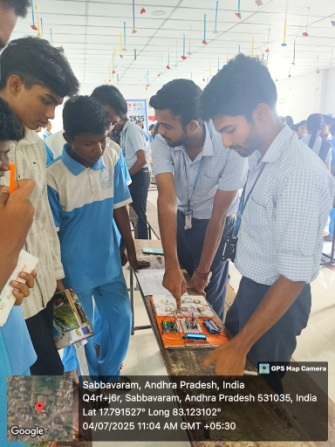 2K25
GPS Map Camera
Google
Sabbavaram, Andhra Pradesh, India
Q4rf+j6r, Sabbavaram, Andhra Pradesh 531035, India
Lat 17.791527° Long 83.123102°
04/07/2025 11:04 AM GMT +05:30